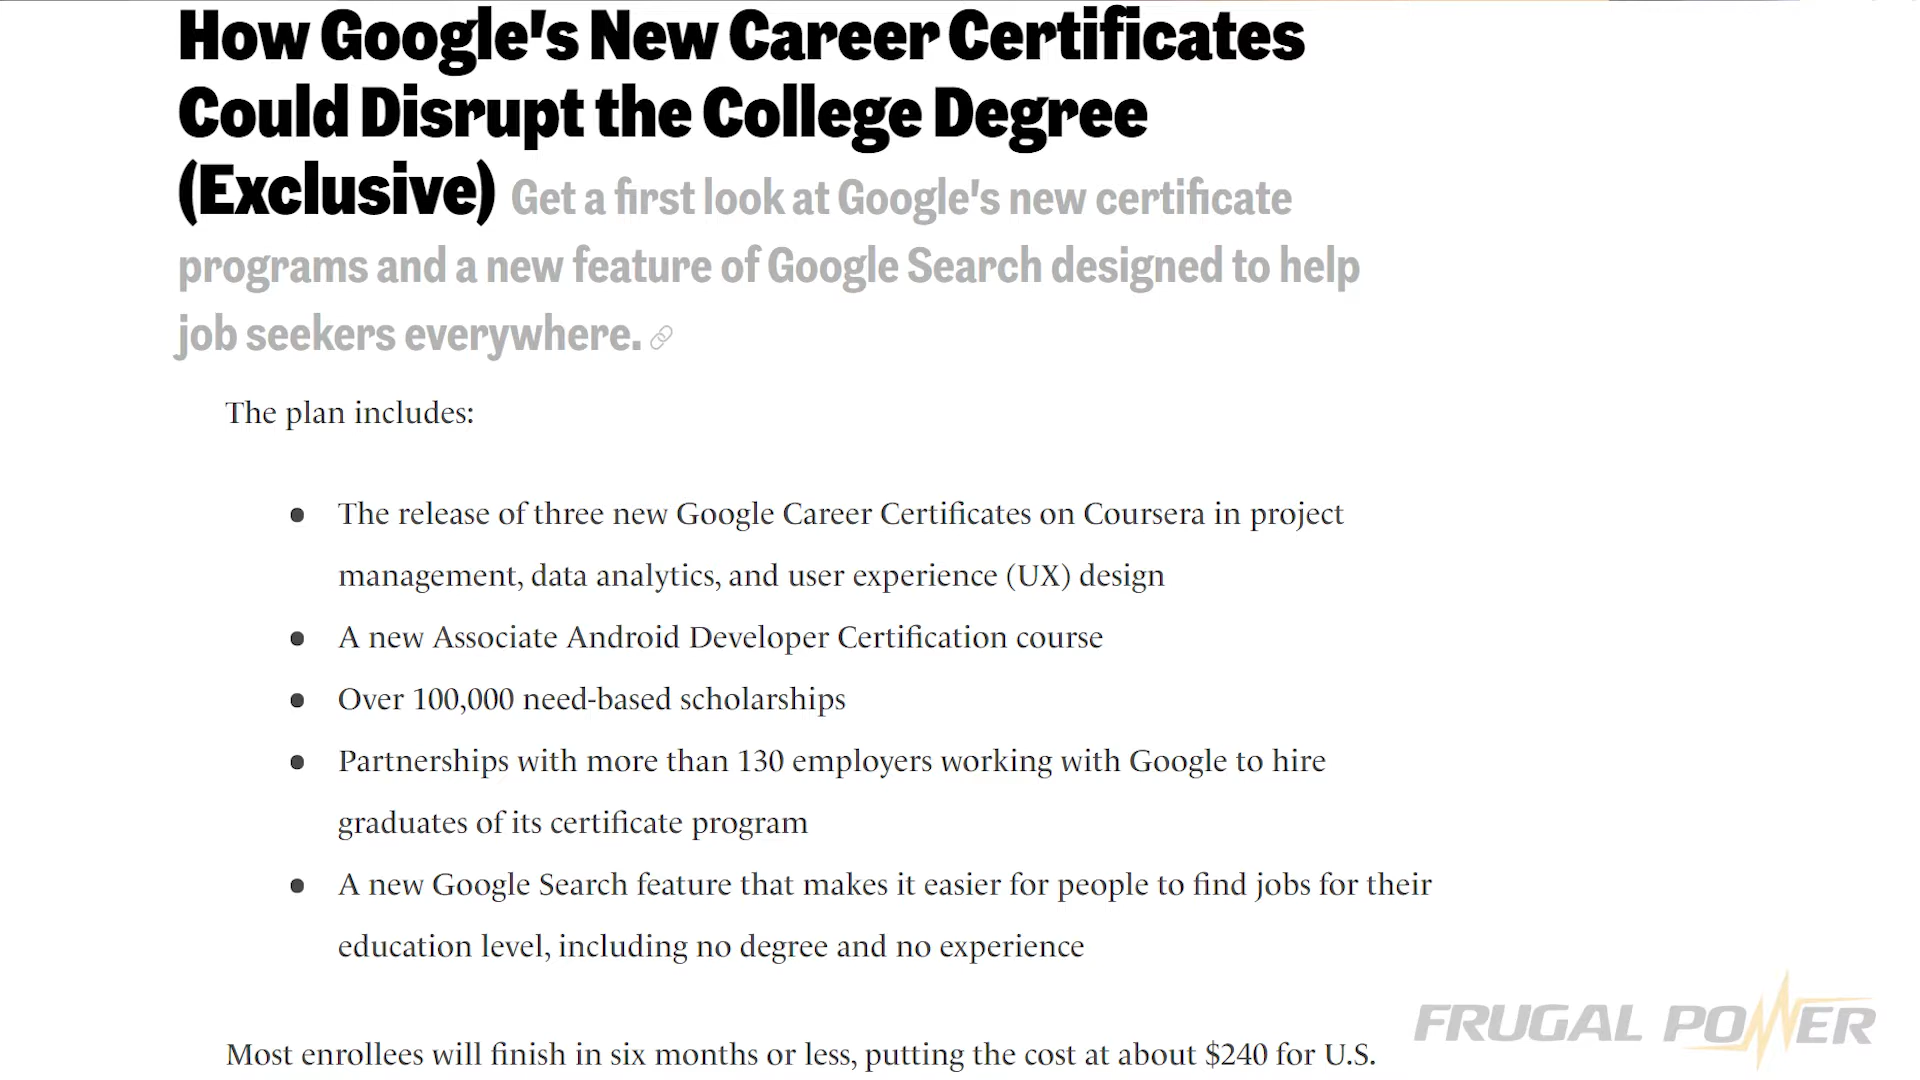 How Google's New Career Certificates
Could Disrupt the College Degree
(Exclusive) Get a first look at Google's new certificate
programs and a new feature of Google Search designed to help
job seekers everywhere.
The plan includes:
● The release of three new Google Career Certificates on Coursera in project
management, data analytics, and user experience (UX) design
● A new Associate Android Developer Certification course
● Over 100,000 need-based scholarships
● Partnerships with more than 130 employers working with Google to hire
graduates of its certificate program
● A new Google Search feature that makes it easier for people to find jobs for their
education level, including no degree and no experience
Most enrollees will finish in six months or less, putting the cost at about $240 for U.S.
FRUGAL POWER